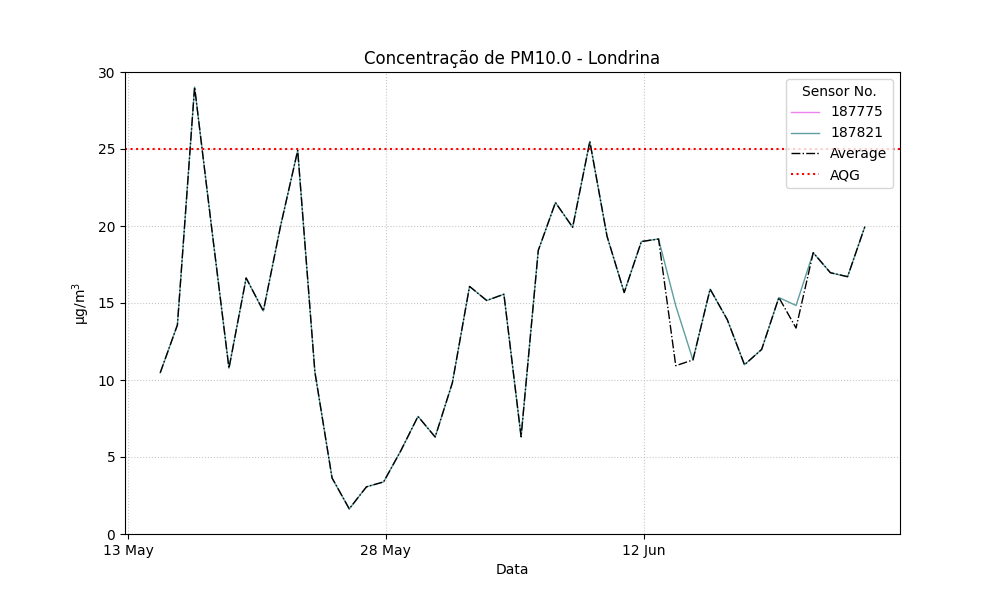 Concentração de PM10.0 - Londrina
30
25
20
15
10
5
0
µg/m³
13 May
28 May
12 Jun
Data
Sensor No.
187775
187821
Average
AQG